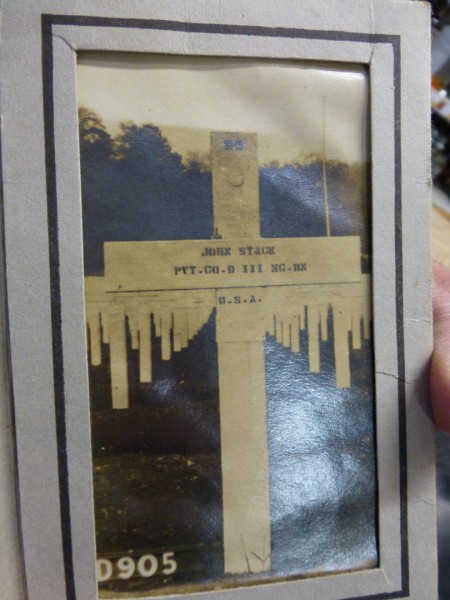 JOHN STACK
PVT.CO.D III MG.BN
U.S.A.
0905